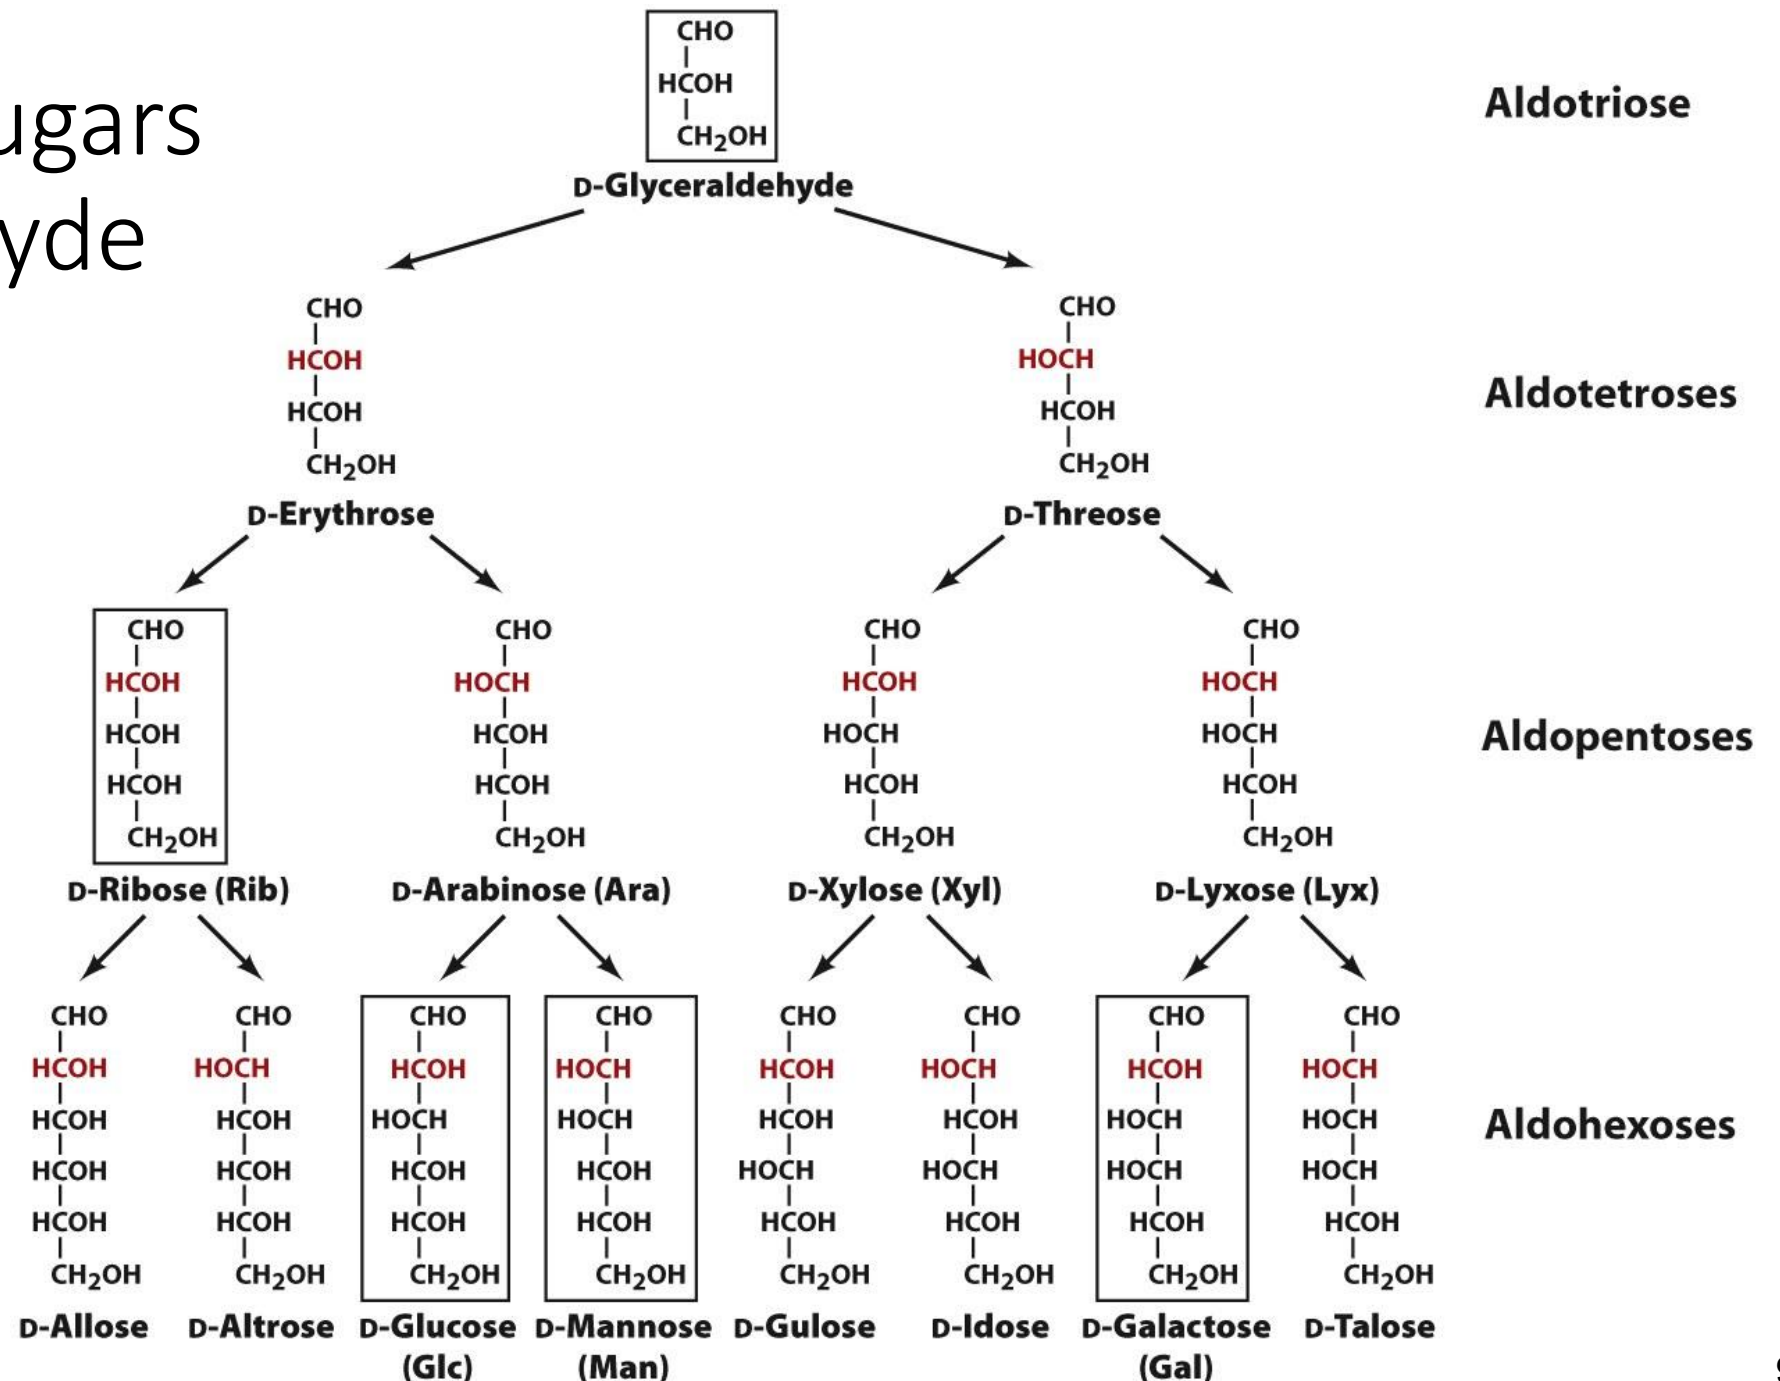 ugars
yde
CHO
HCOH
CH2OH
D-Glyceraldehyde
Aldotriose
CHO
HCOH
HCOH
CH2OH
D-Erythrose
CHO
HOCH
HCOH
CH2OH
D-Threose
Aldotetroses
CHO
HCOH
HCOH
HCOH
CH2OH
D-Ribose (Rib)
CHO
HOCH
HCOH
HCOH
CH2OH
D-Arabinose (Ara)
CHO
HCOH
HOCH
HCOH
CH2OH
D-Xylose (Xyl)
CHO
HOCH
HOCH
HCOH
CH2OH
D-Lyxose (Lyx)
Aldopentoses
CHO
HCOH
HCOH
HCOH
HCOH
CH2OH
D-Allose
CHO
HOCH
HCOH
HCOH
HCOH
CH2OH
D-Altrose
CHO
HCOH
HOCH
HCOH
HCOH
CH2OH
D-Glucose
(Glc)
CHO
HOCH
HOCH
HCOH
HCOH
CH2OH
D-Mannose
(Man)
CHO
HCOH
HCOH
HOCH
HCOH
CH2OH
D-Gulose
CHO
HOCH
HCOH
HOCH
HCOH
CH2OH
D-Idose
CHO
HCOH
HOCH
HOCH
HCOH
CH2OH
D-Galactose
(Gal)
CHO
HOCH
HOCH
HOCH
HCOH
CH2OH
D-Talose
Aldohexoses